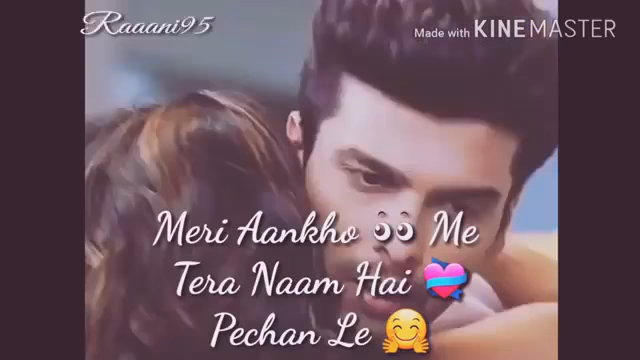 Raaani95
Made with KINEMASTER
Meri Aankho 👀 Me
Tera Naam Hai 💝
Pechan Le 🤗